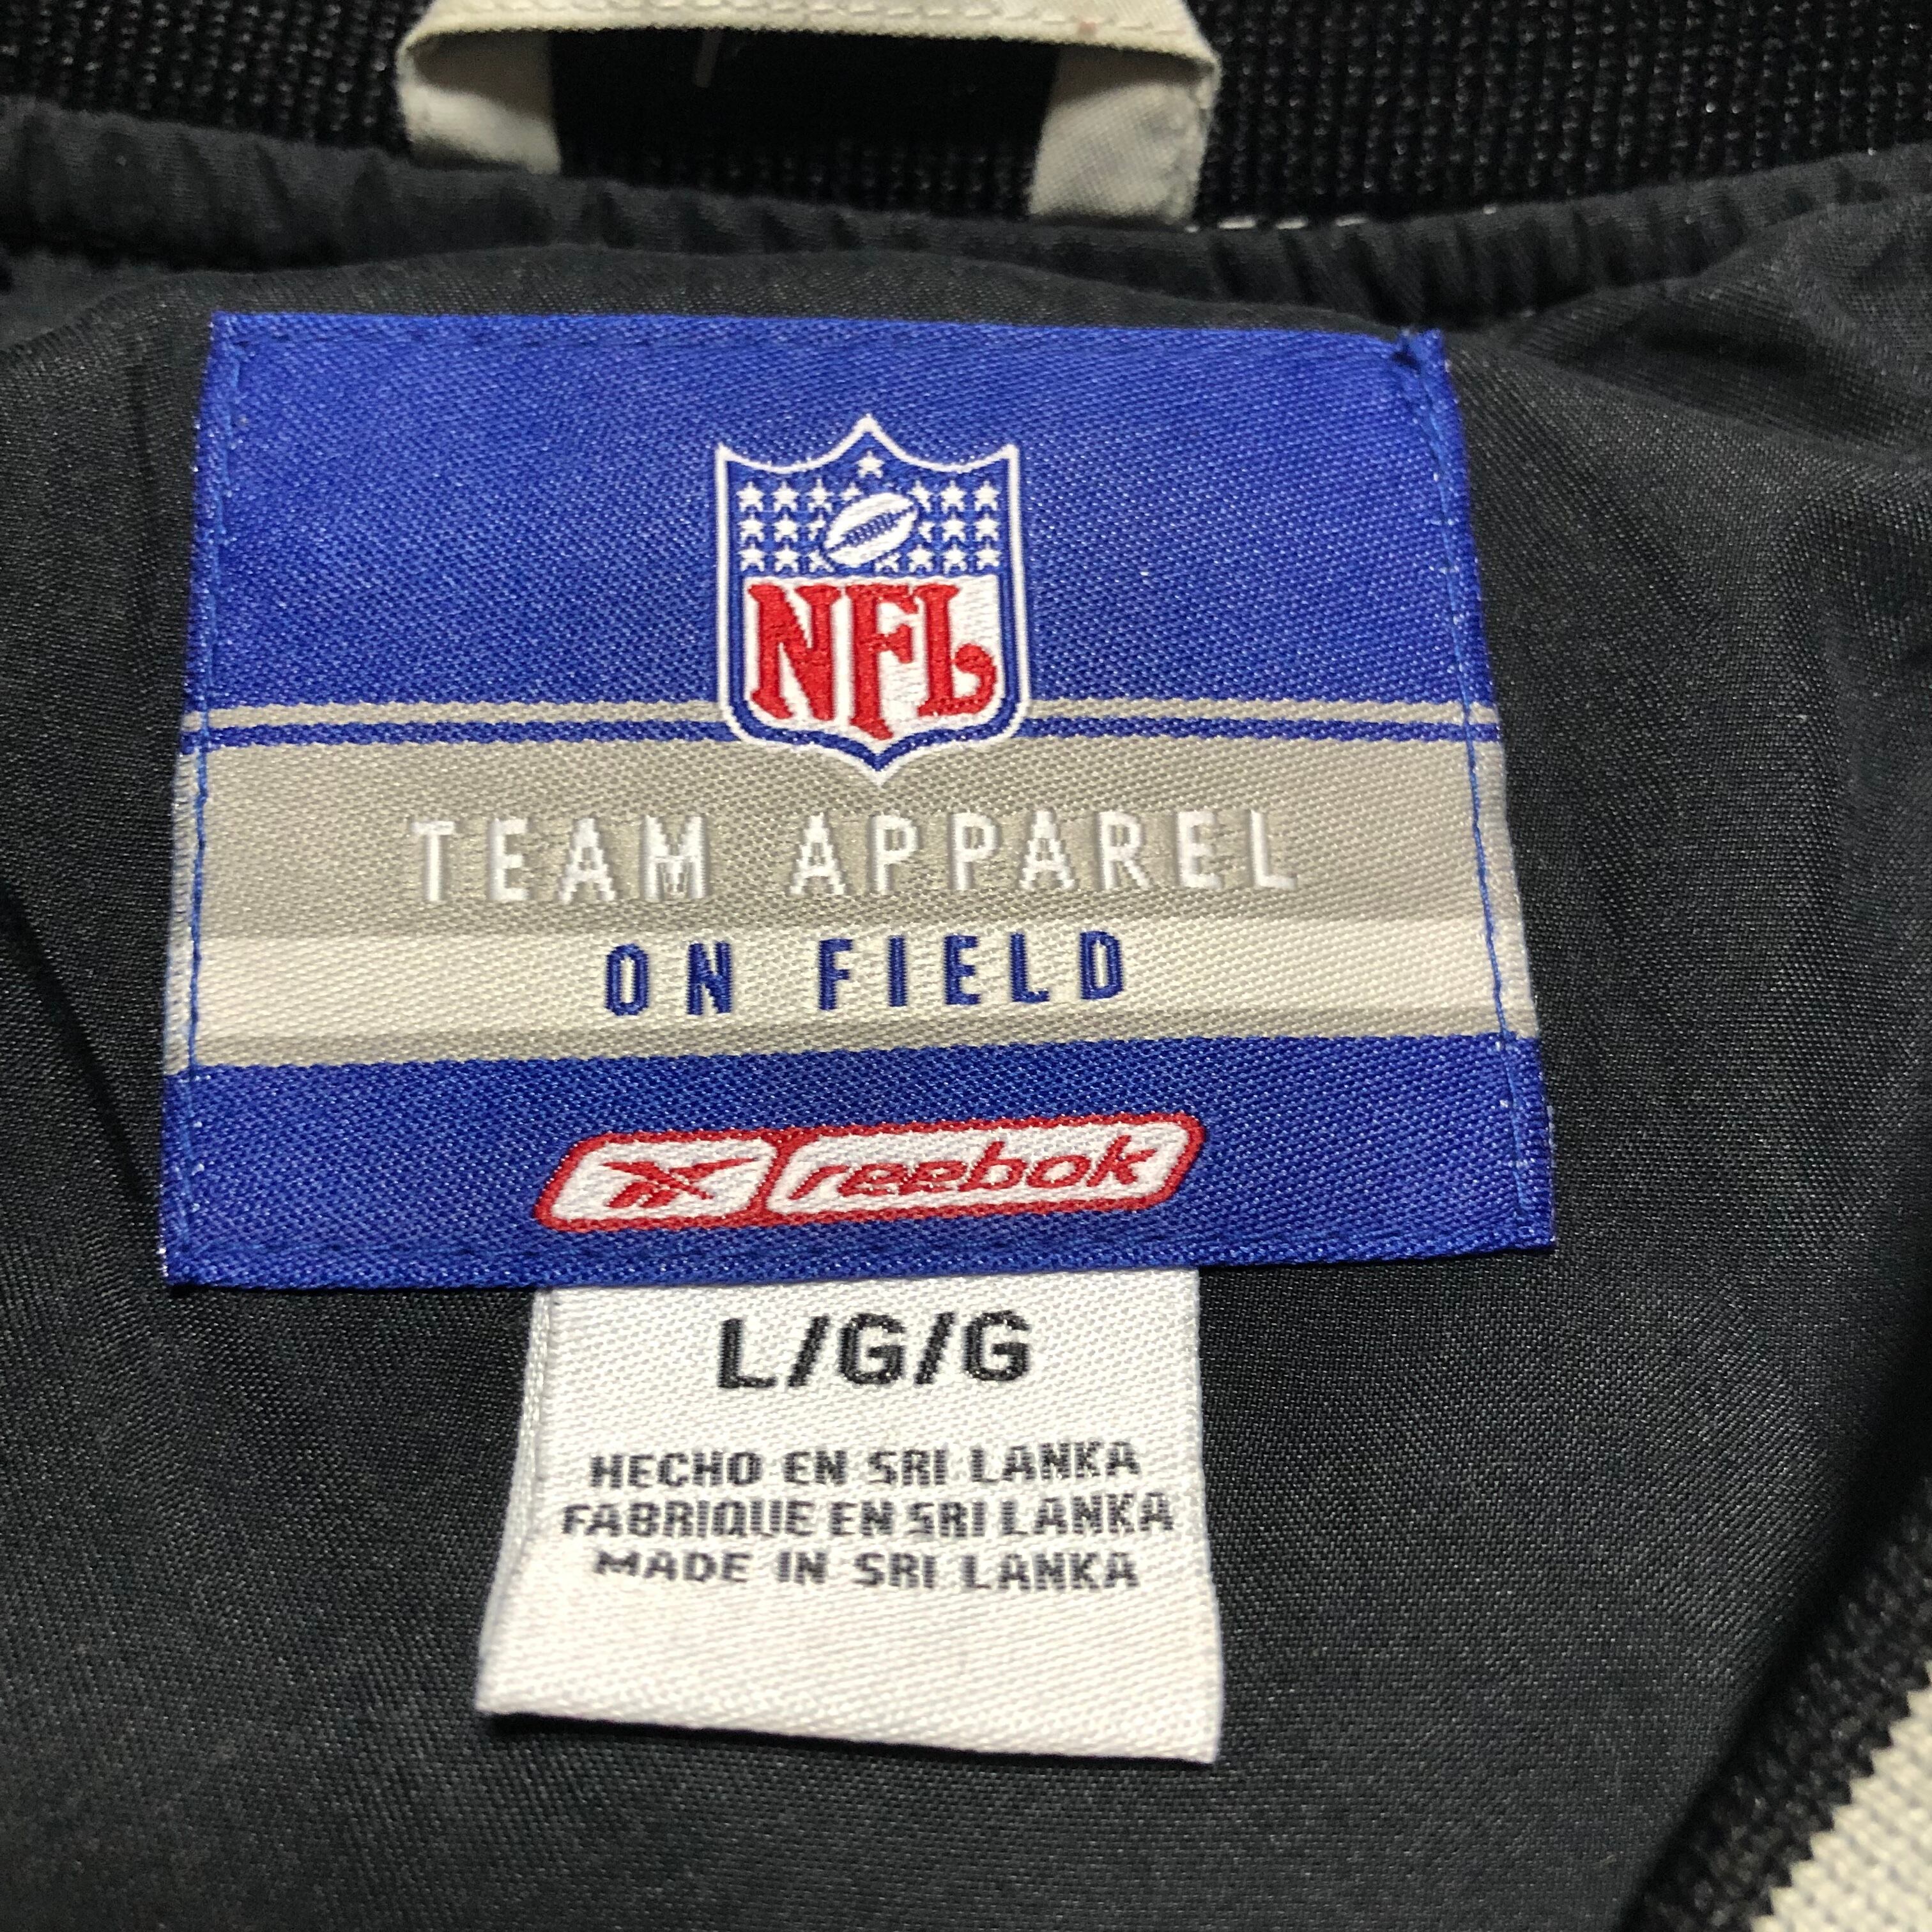 NFL
TEAM APPAREL
ON FIELD
reebok
L/G/G
HECHO EN SRI LANKA
FABRIQUE EN SRI LANKA
MADE IN SRI LANKA